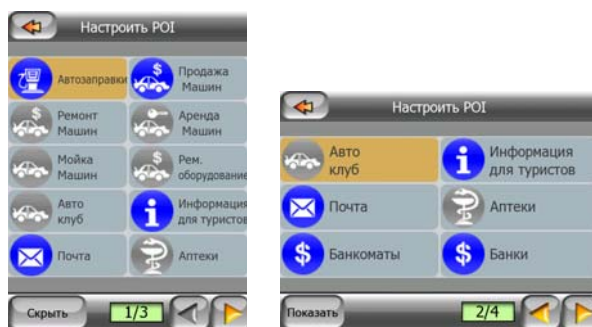 Настроить POI
Автозаправки
Продажа
Машин
Ремонт
Машин
Аренда
Машин
Мойка
Машин
Рем.
оборудование
Авто
клуб
Информация
для туристов
Почта
Аптеки
Скрыть
1/3
Настроить POI
Авто
клуб
Информация
для туристов
Почта
Аптеки
Банкоматы
Банки
Показать
2/4